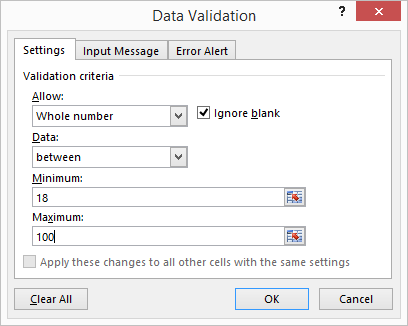 Data Validation ? X
Settings Input Message Error Alert
Validation criteria
Allow:
Whole number Ignore blank
Data:
between
Minimum:
18
Maximum:
100
Apply these changes to all other cells with the same settings
Clear All OK Cancel